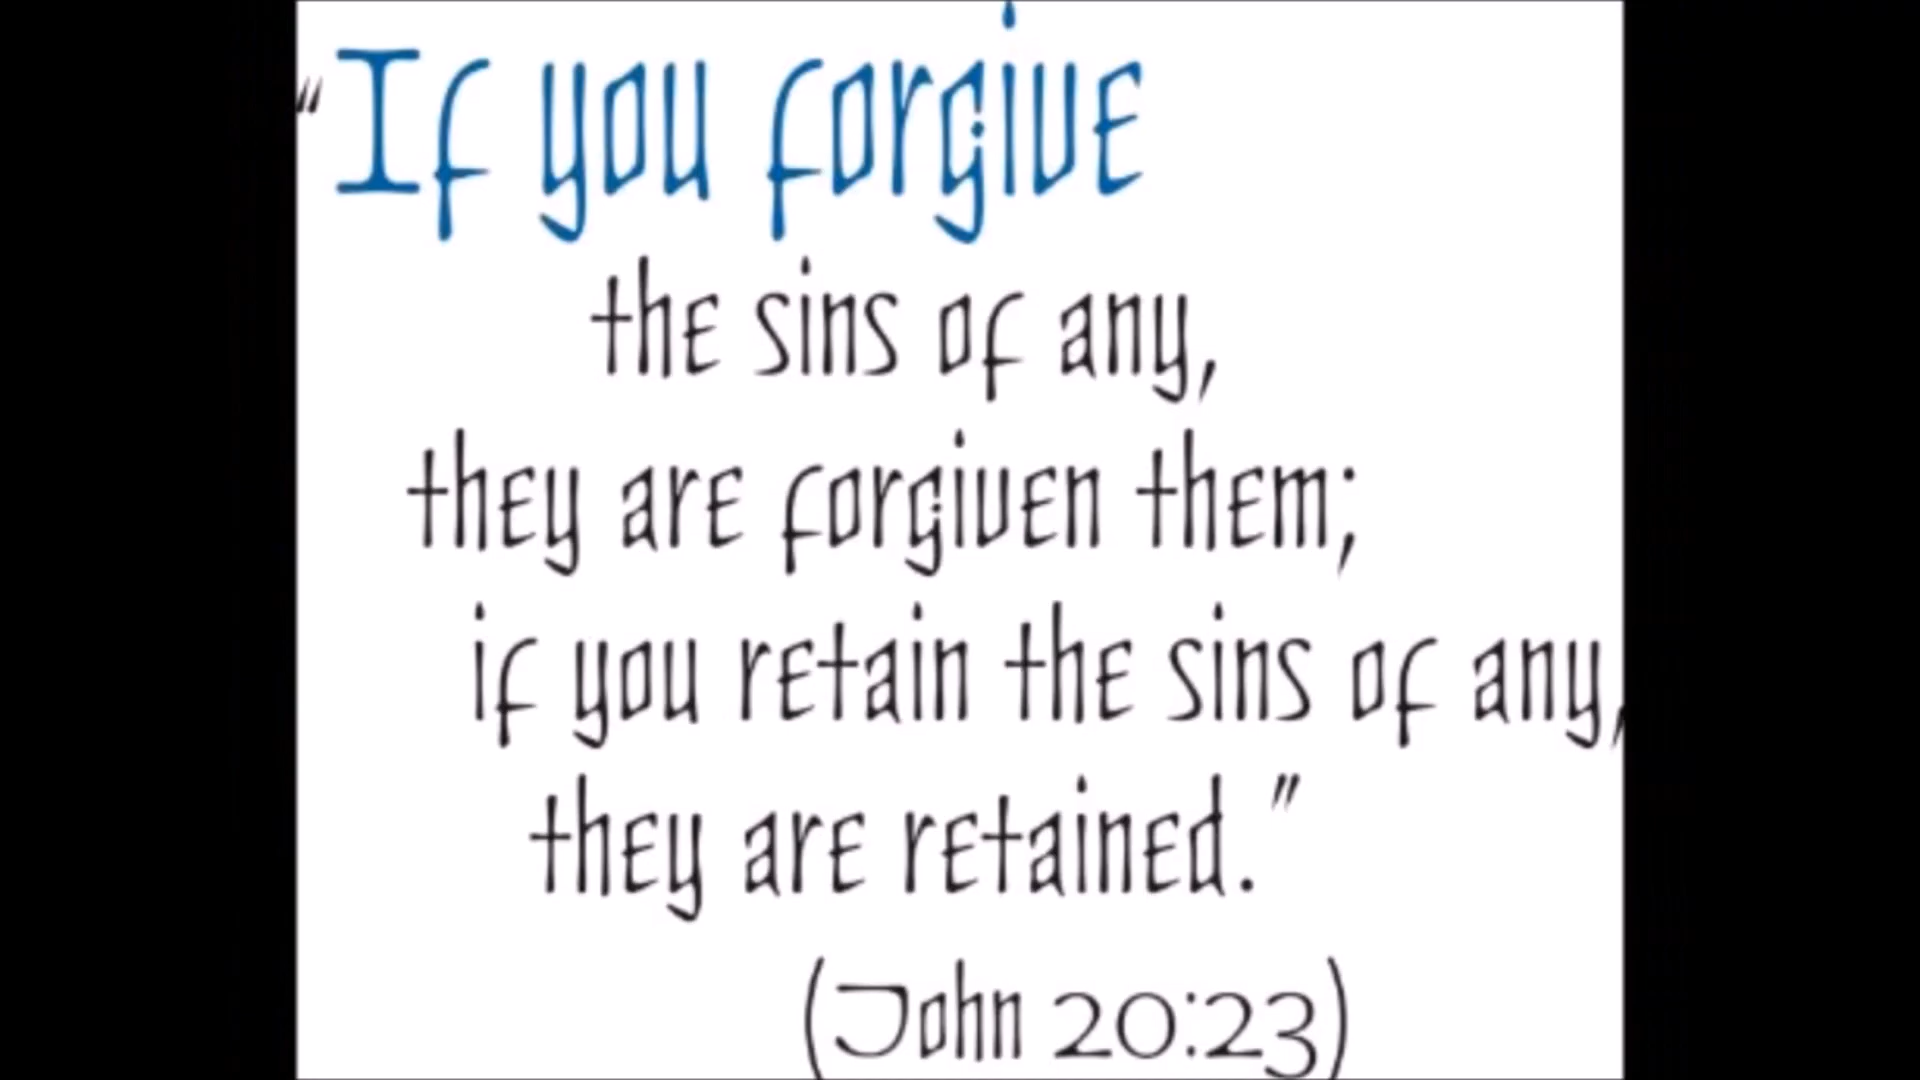 "If you forgive
the sins of any,
they are forgiven them;
if you retain the sins of any,
they are retained."
(John 20:23)